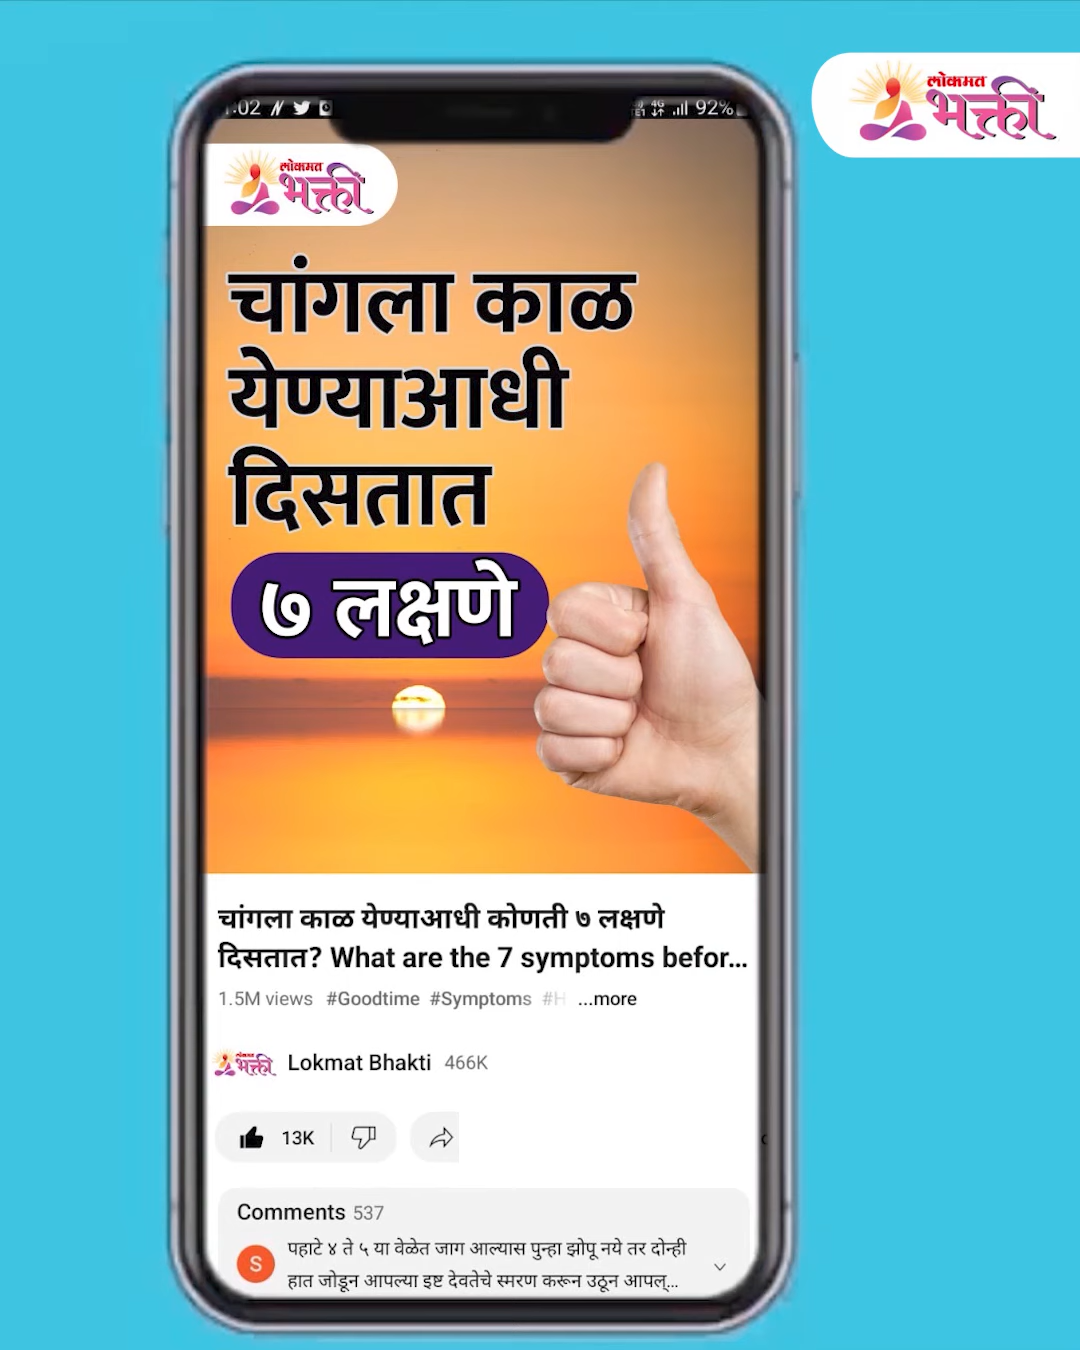 लोकमत
भक्ती
:02
4G
92%
लोकमत
भक्ती
चांगला काळ
येण्याआधी
दिसतात
७ लक्षणे
चांगला काळ येण्याआधी कोणती ७ लक्षणे
दिसतात? What are the 7 symptoms befor...
1.5M views #Goodtime #Symptoms #H ...more
भक्ती
Lokmat Bhakti 466K
13K
Comments 537
S
पहाटे ४ ते ५ या वेळेत जाग आल्यास पुन्हा झोपू नये तर दोन्ही
हात जोडून आपल्या इष्ट देवतेचे स्मरण करून उठून आपल्...